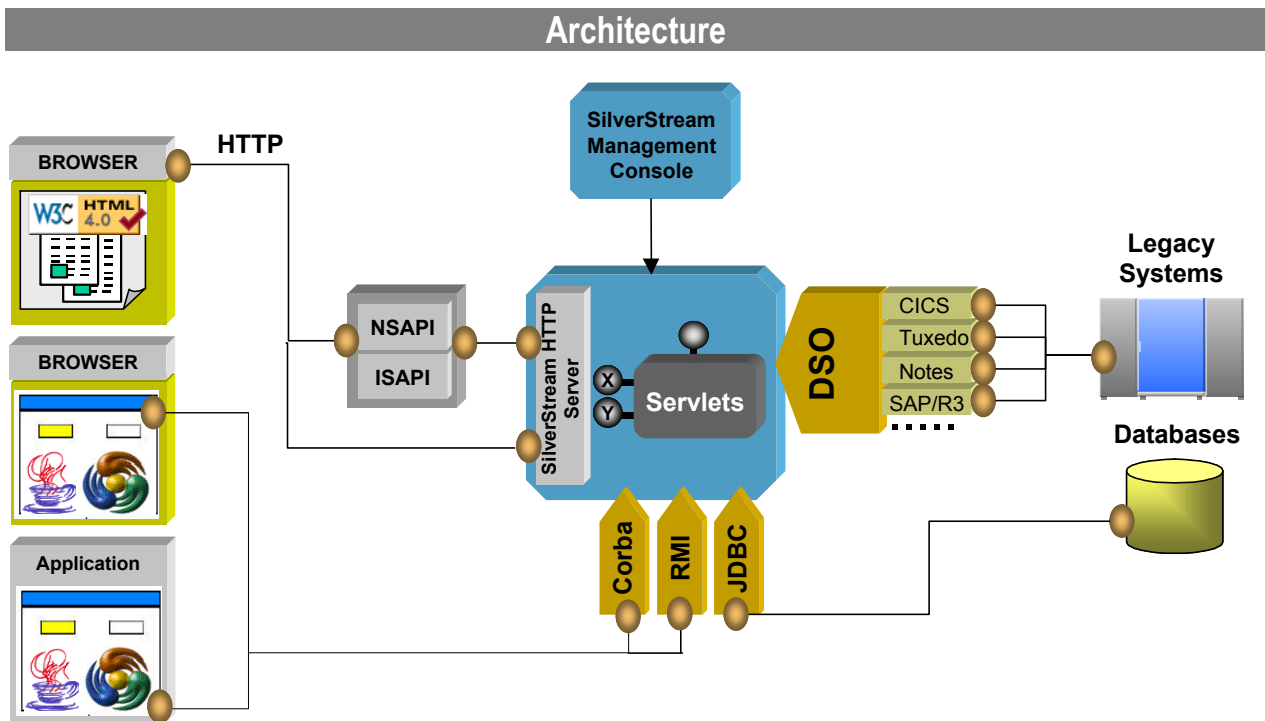 Architecture
SilverStream
Management
Console
HTTP
BROWSER
W3C HTML
4.0
Legacy
Systems
NSAPI
ISAPI
SilverStream HTTP
Server
X
Y
Servlets
DSO
CICS
Tuxedo
Notes
SAP/R3
.....
BROWSER
Databases
Corba
RMI
JDBC
Application